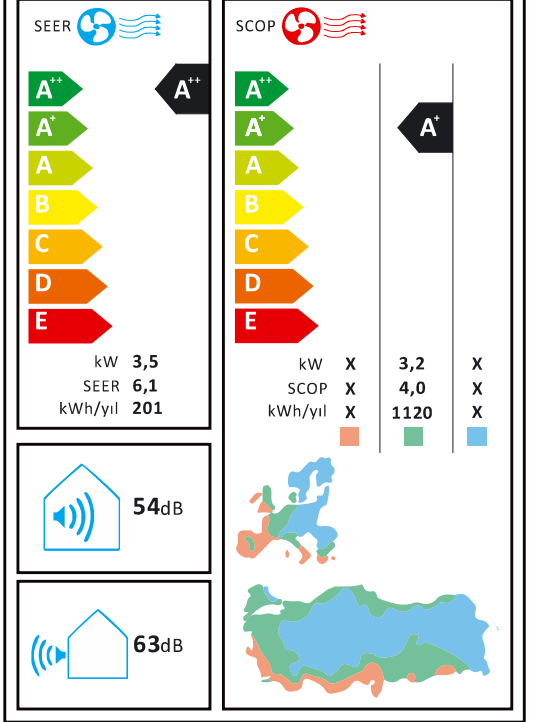 SEER
A++
A++
A+
A
B
C
D
E
kW 3,5
SEER 6,1
kWh/yıl 201
54dB
63dB
SCOP
A++
A+
A+
A
B
C
D
E
kW X 3,2 X
SCOP X 4,0 X
kWh/yıl X 1120 X